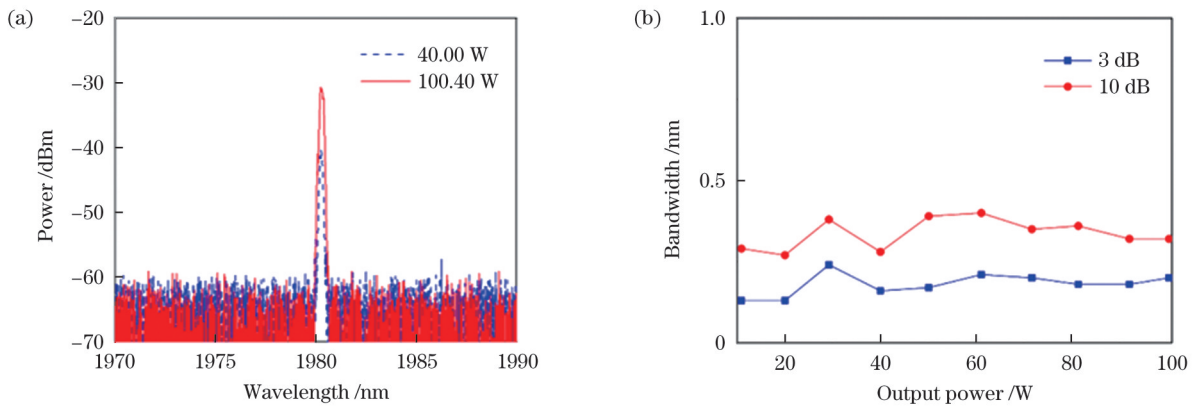 (a)
−20
−30
−40
−50
−60
−70
Power /dBm
40.00 W
100.40 W
1970
1975
1980
1985
1990
Wavelength /nm
(b)
1.0
0.5
0
Bandwidth /nm
3 dB
10 dB
20
40
60
80
100
Output power /W